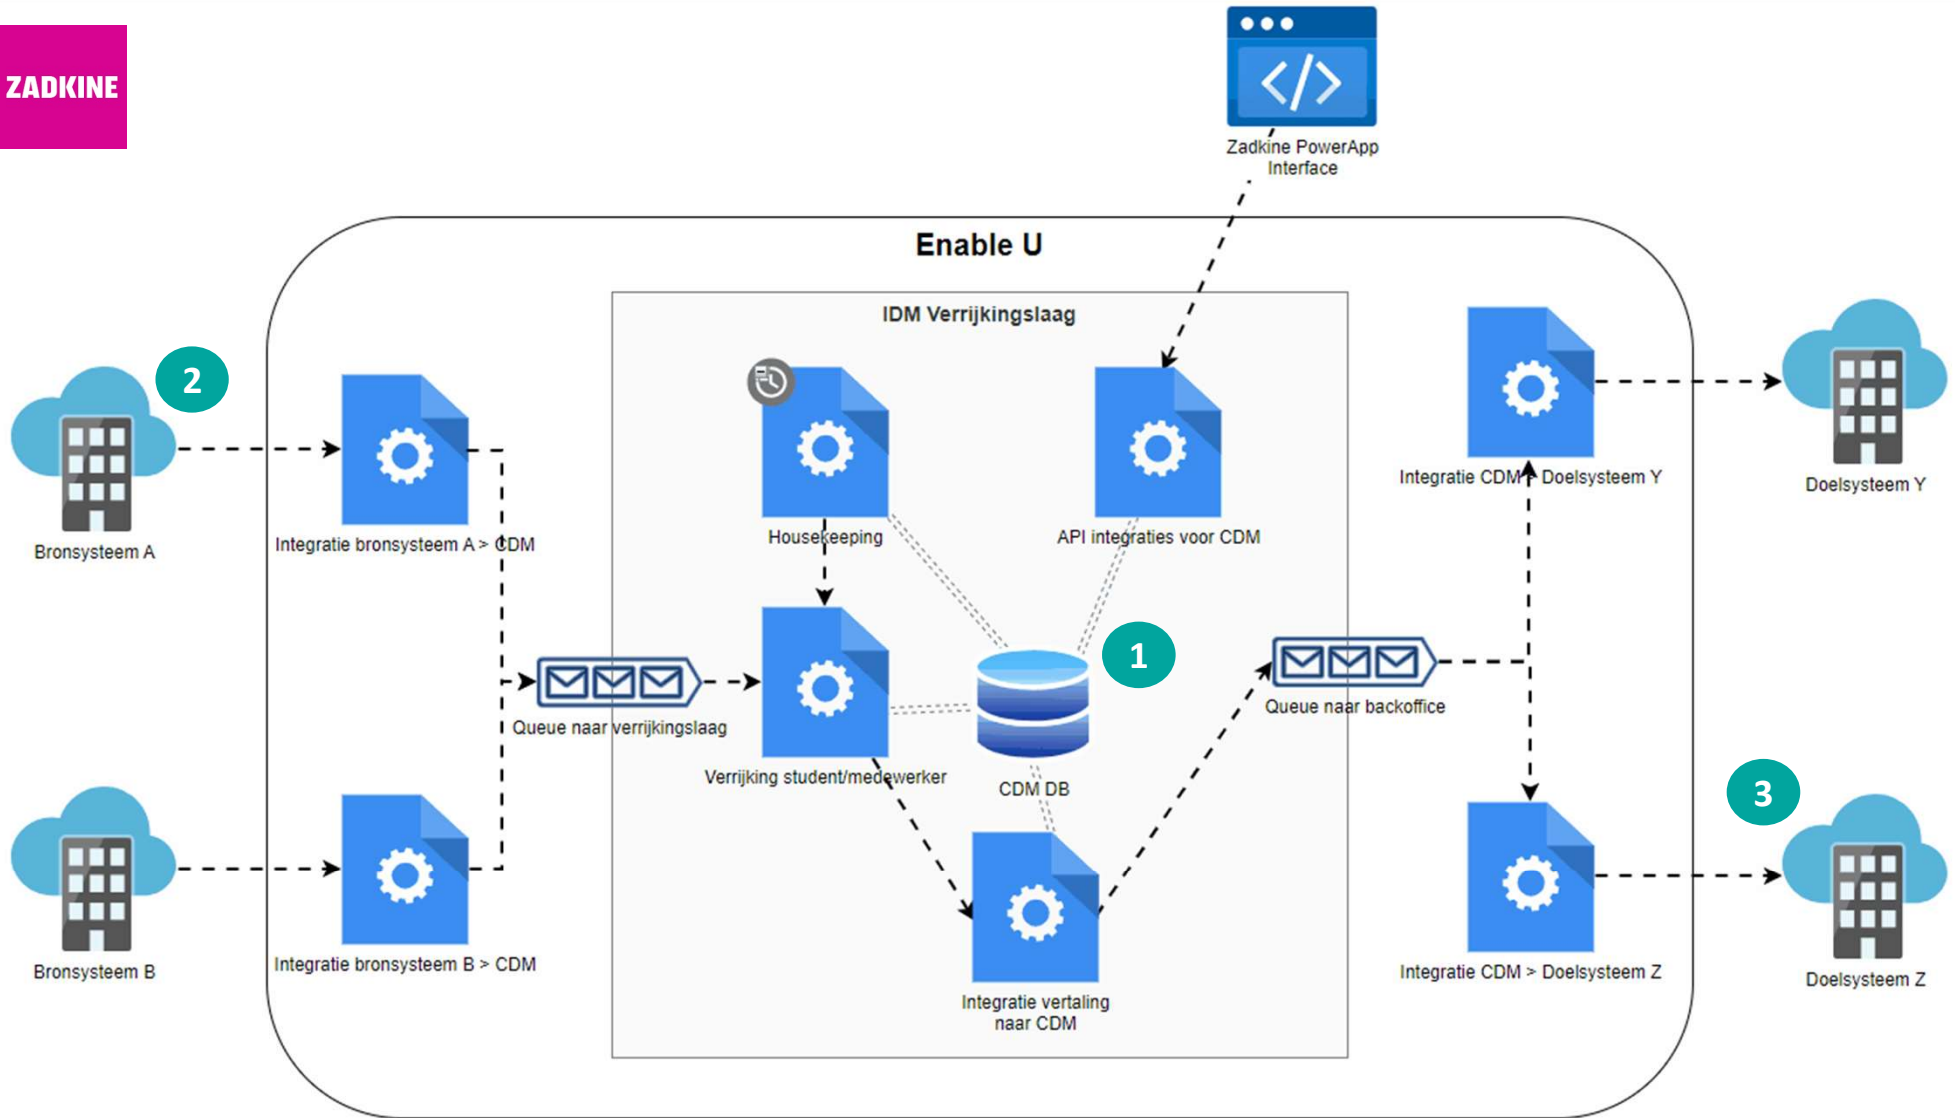 ZADKINE
Zadkine PowerApp
Interface
Enable U
IDM Verrijkingslaag
2
Bronsysteem A
Integratie bronsysteem A > CDM
Housekeeping
API integraties voor CDM
Integratie CDM > Doelsysteem Y
Doelsysteem Y
1
Queue naar verrijkingslaag
Verrijking student/medewerker
CDM DB
Queue naar backoffice
3
Bronsysteem B
Integratie bronsysteem B > CDM
Integratie vertaling
naar CDM
Integratie CDM > Doelsysteem Z
Doelsysteem Z